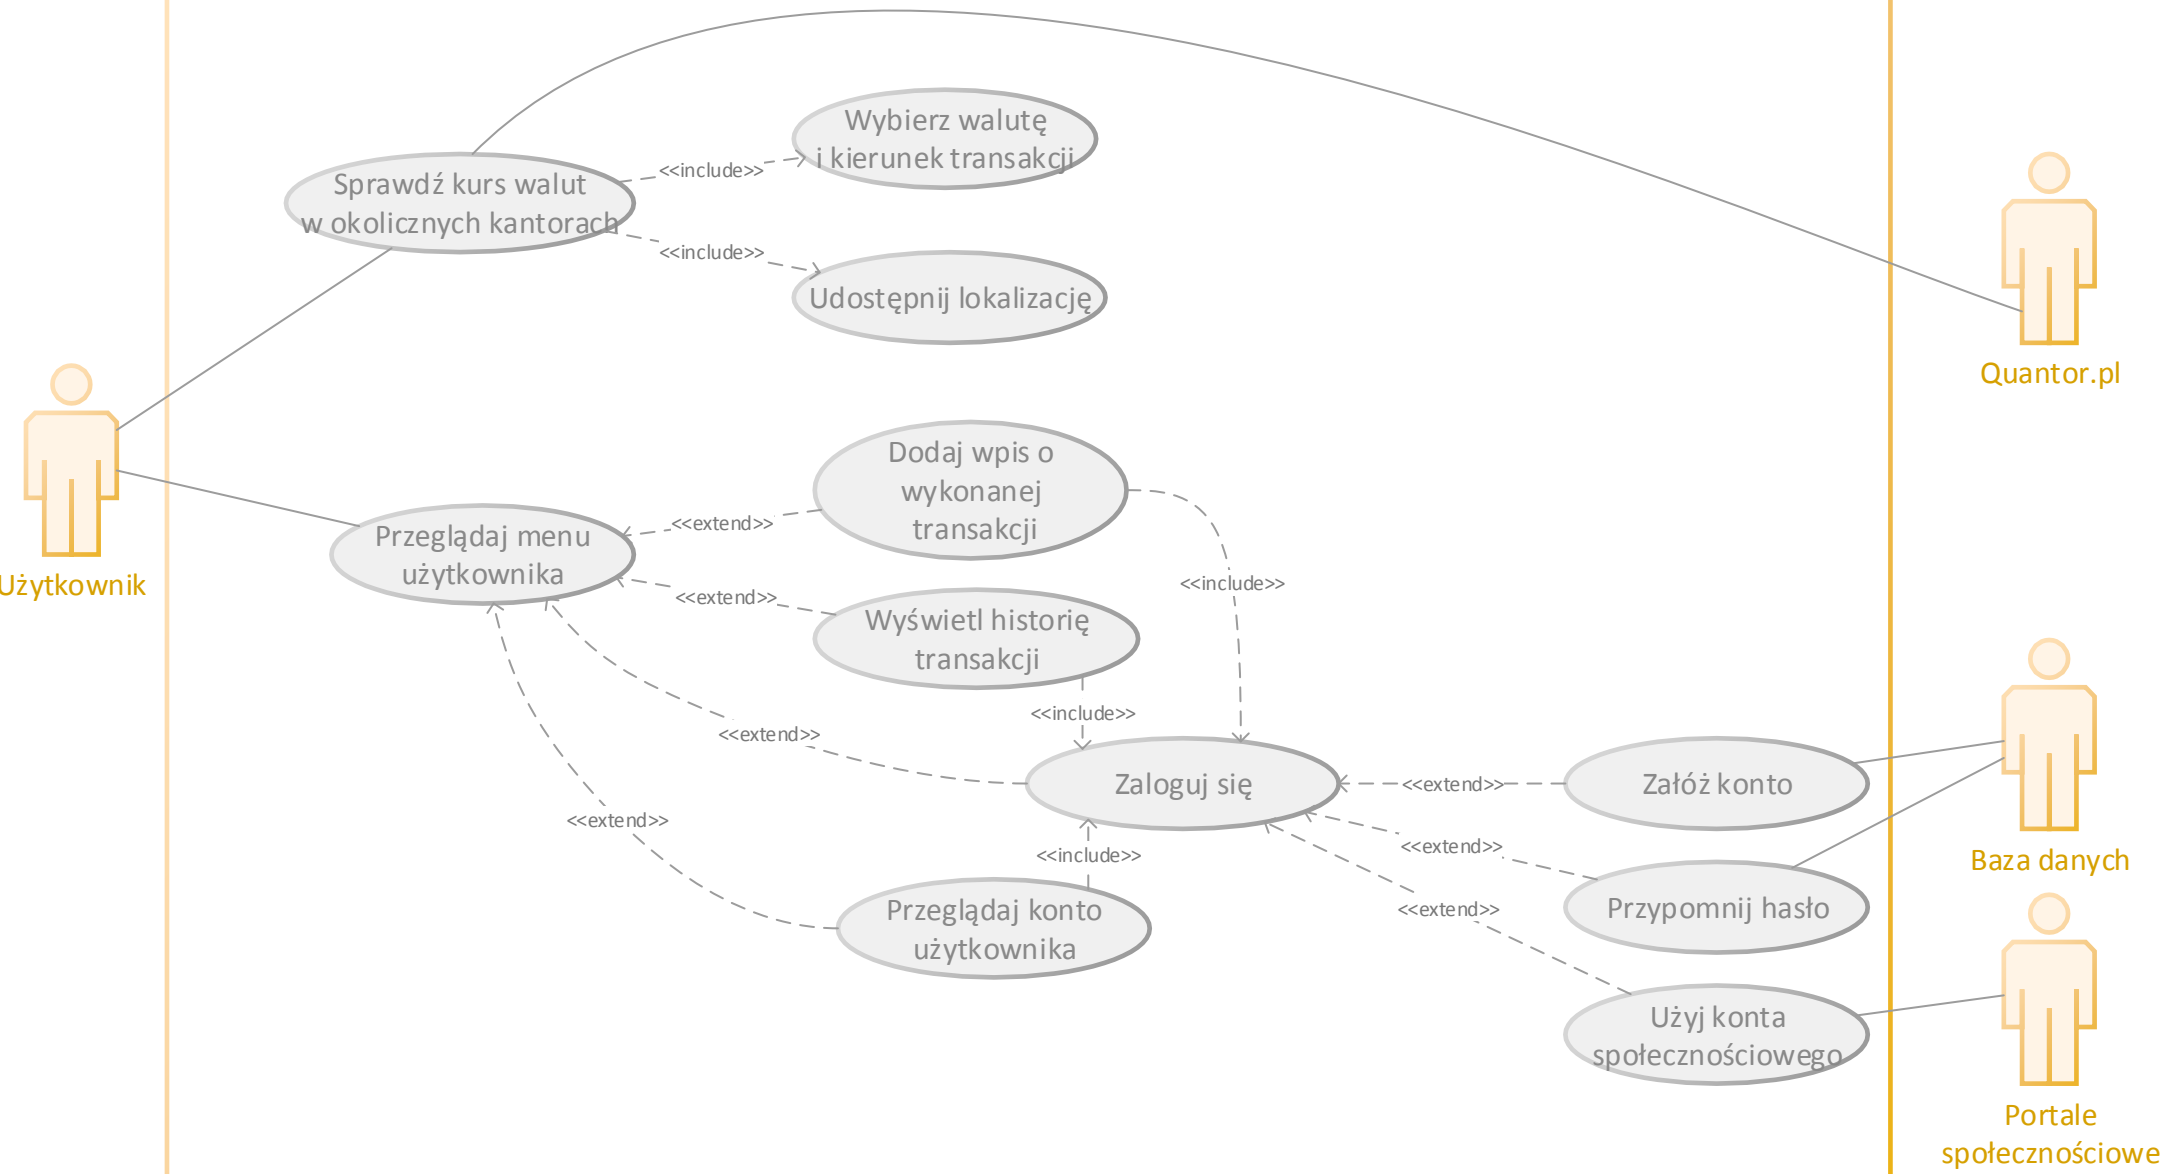 Wybierz walutę
i kierunek transakcji
<<include>>
Sprawdź kurs walut
w okolicznych kantorach
<<include>>
Udostępnij lokalizację
Quantor.pl
Użytkownik
Dodaj wpis o
wykonanej
transakcji
<<extend>>
Przeglądaj menu
użytkownika
<<extend>>
<<include>>
Wyświetl historię
transakcji
<<include>>
<<extend>>
Zaloguj się
<<extend>>
Załóż konto
<<extend>>
<<include>>
<<extend>>
Baza danych
Przeglądaj konto
użytkownika
<<extend>>
Przypomnij hasło
Użyj konta
społecznościowego
Portale
społecznościowe